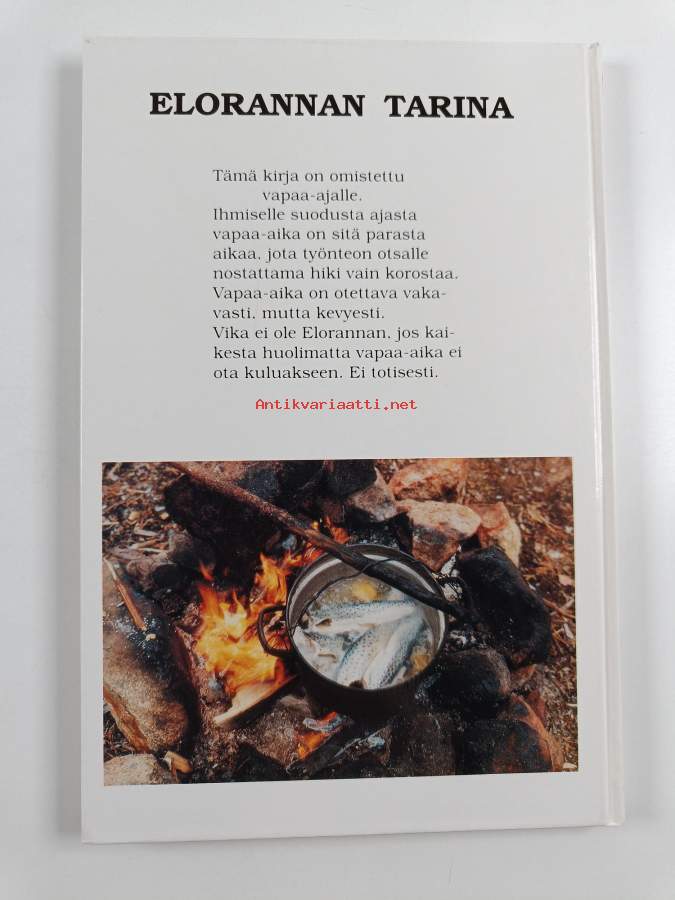 ELORANNAN TARINA
Tämä kirja on omistettu
vapaa-ajalle.
Ihmiselle suodusta ajasta
vapaa-aika on sitä parasta
aikaa, jota työnteon otsalle
nostattama hiki vain korostaa.
Vapaa-aika on otettava vaka-
vasti, mutta kevyesti.
Vika ei ole Elorannan, jos kai-
kesta huolimatta vapaa-aika ei
ota kuluakseen. Ei totisesti.
Antikvariaatti.net